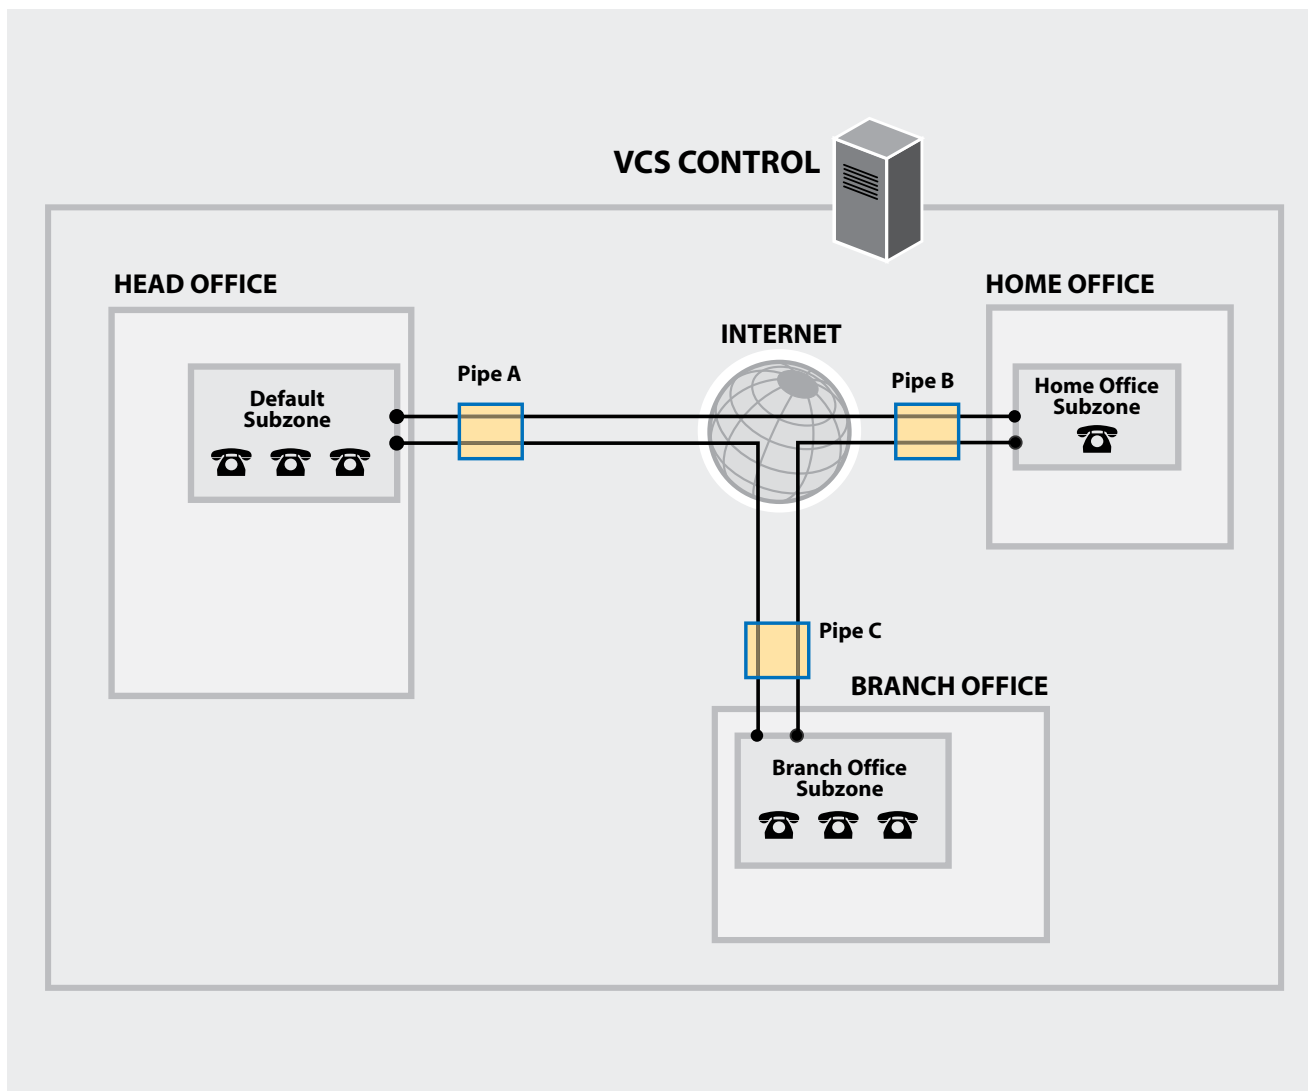 VCS CONTROL
HEAD OFFICE
HOME OFFICE
INTERNET
Pipe A
Pipe B
Default
Subzone
Home Office
Subzone
Pipe C
BRANCH OFFICE
Branch Office
Subzone